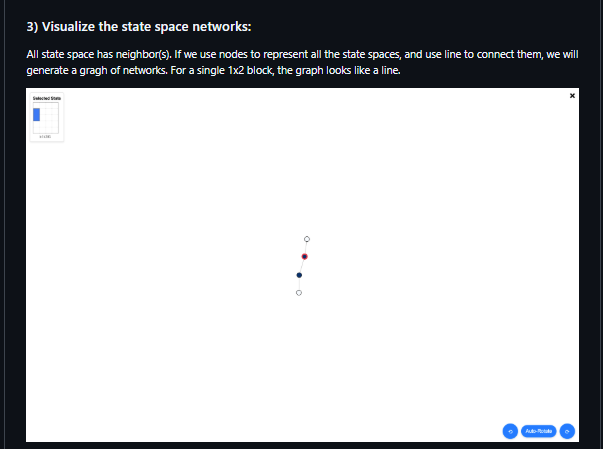 3) Visualize the state space networks:
All state space has neighbor(s). If we use nodes to represent all the state spaces, and use line to connect them, we will
generate a gragh of networks. For a single 1x2 block, the graph looks like a line.
Selected State
Auto-Rotate